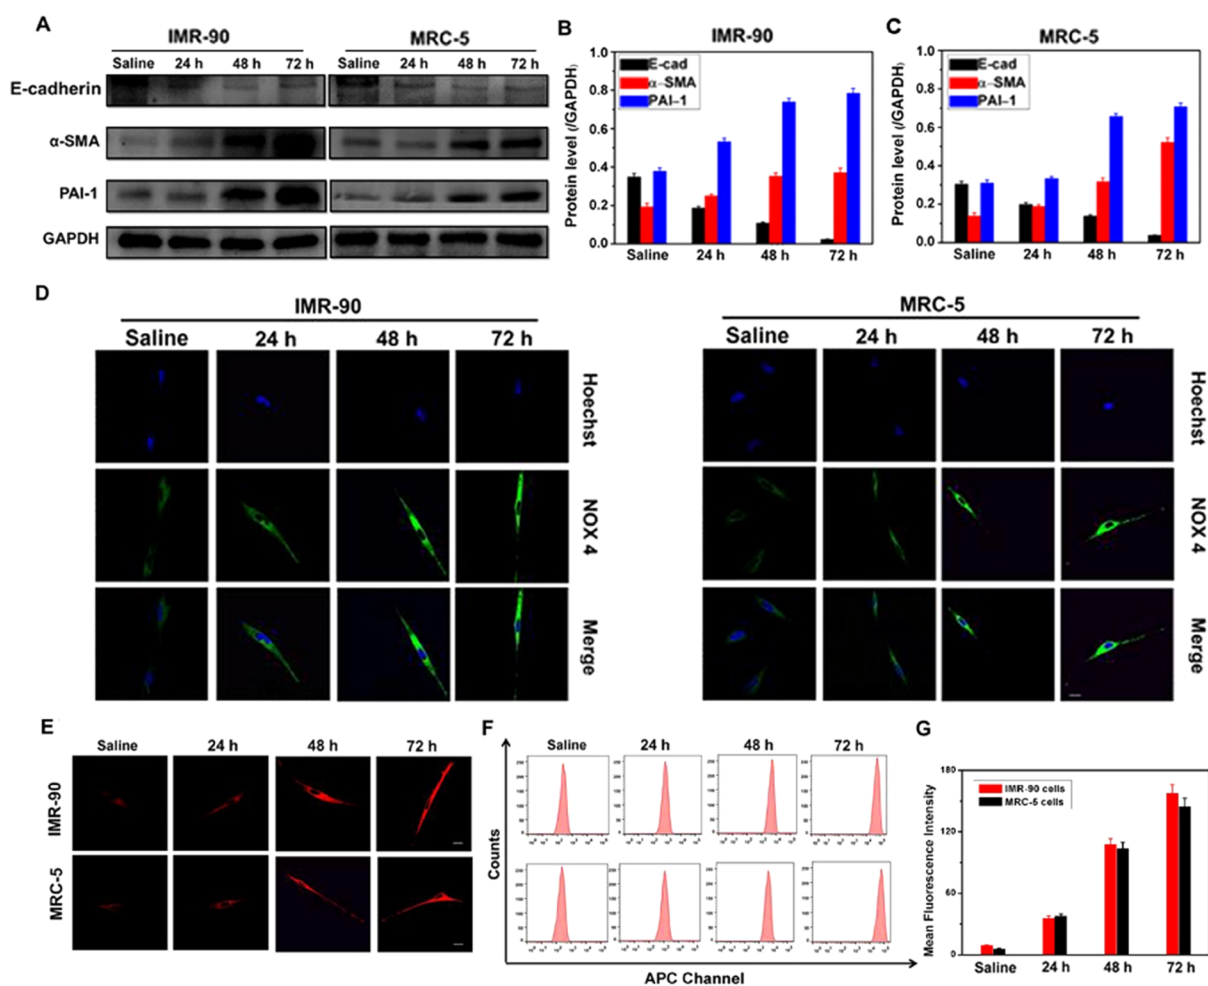 A
IMR-90
MRC-5
Saline 24 h 48 h 72 h Saline 24 h 48 h 72 h
E-cadherin
α-SMA
PAI-1
GAPDH
B
IMR-90
Protein level (/GAPDH)
1.0
0.8
0.6
0.4
0.2
0.0
E-cad
α-SMA
PAI-1
Saline 24 h 48 h 72 h
C
MRC-5
Protein level (/GAPDH)
1.0
0.8
0.6
0.4
0.2
0.0
E-cad
α-SMA
PAI-1
Saline 24 h 48 h 72 h
D
IMR-90
Saline 24 h 48 h 72 h
Hoechst
NOX 4
Merge
MRC-5
Saline 24 h 48 h 72 h
Hoechst
NOX 4
Merge
E
Saline 24 h 48 h 72 h
IMR-90
MRC-5
F
Saline 24 h 48 h 72 h
Counts
APC Channel
G
Mean Fluorescence Intensity
180
120
60
0
IMR-90 cells
MRC-5 cells
Saline 24 h 48 h 72 h